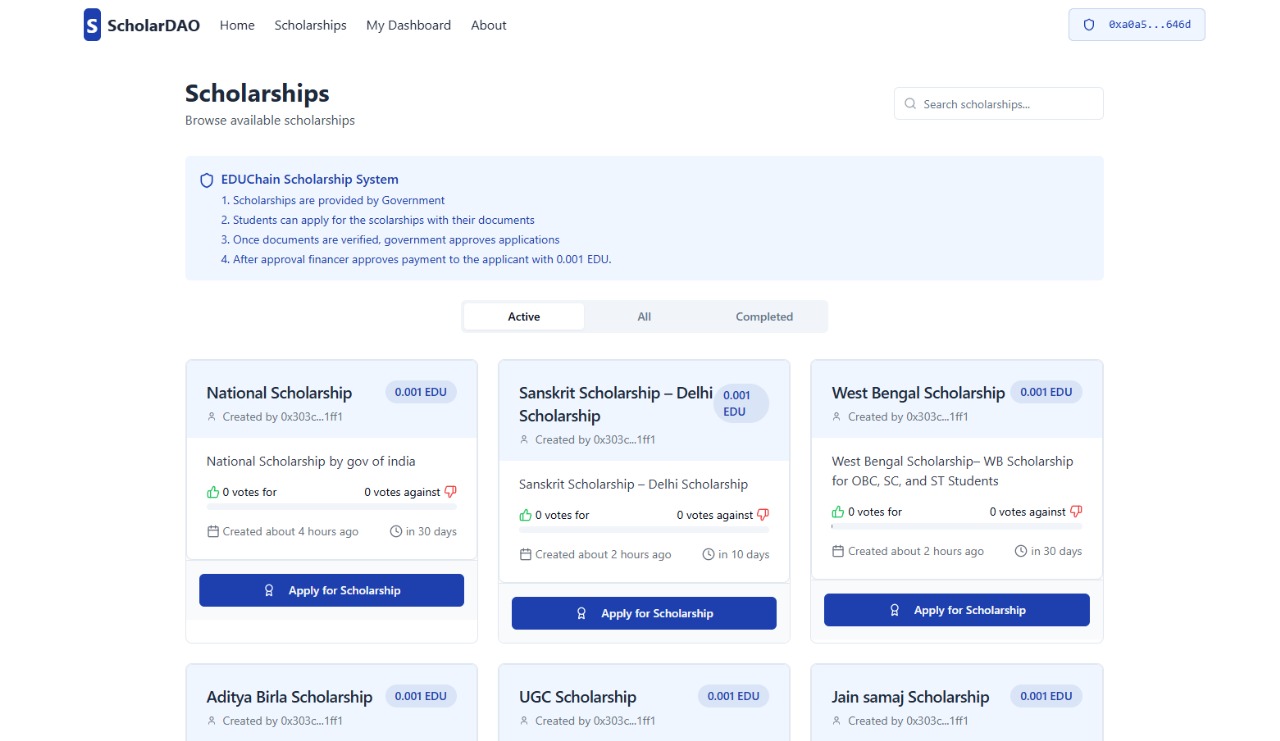 S ScholarDAO Home Scholarships My Dashboard About 0xa0a5...646d
Scholarships
Browse available scholarships
Search scholarships...
EDUChain Scholarship System
1. Scholarships are provided by Government
2. Students can apply for the scolarships with their documents
3. Once documents are verified, government approves applications
4. After approval financer approves payment to the applicant with 0.001 EDU.
Active All Completed
National Scholarship 0.001 EDU
Created by 0x303c...1ff1
National Scholarship by gov of india
0 votes for 0 votes against
Created about 4 hours ago in 30 days
Apply for Scholarship
Sanskrit Scholarship – Delhi
Scholarship
0.001
EDU
Created by 0x303c...1ff1
Sanskrit Scholarship – Delhi Scholarship
0 votes for 0 votes against
Created about 2 hours ago in 10 days
Apply for Scholarship
West Bengal Scholarship 0.001 EDU
Created by 0x303c...1ff1
West Bengal Scholarship– WB Scholarship
for OBC, SC, and ST Students
0 votes for 0 votes against
Created about 2 hours ago in 30 days
Apply for Scholarship
Aditya Birla Scholarship 0.001 EDU
Created by 0x303c...1ff1
UGC Scholarship 0.001 EDU
Created by 0x303c...1ff1
Jain samaj Scholarship 0.001 EDU
Created by 0x303c...1ff1